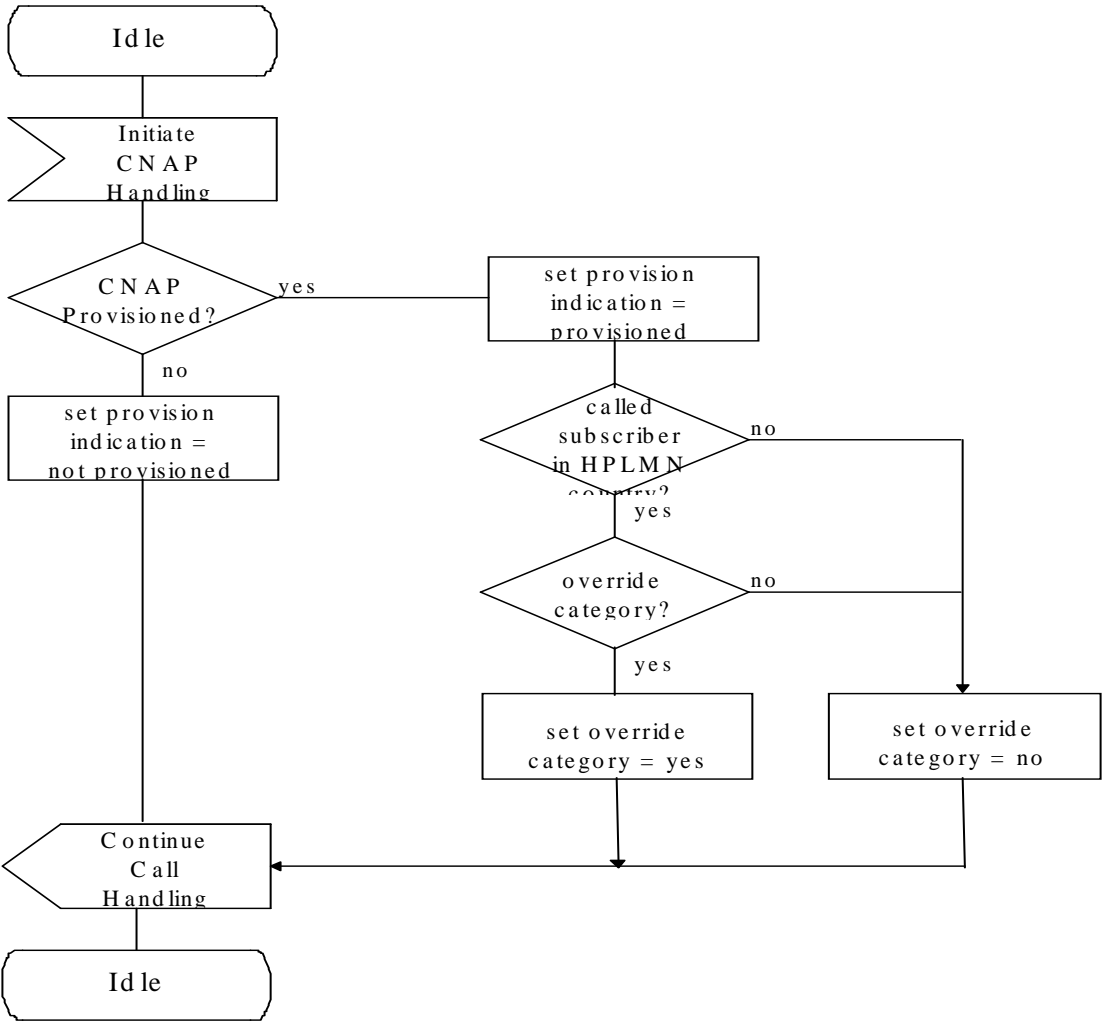 Idle
Initiate
CNAP
Handling
CNAP
Provisioned?
yes
set provision
indication =
provisioned
no
set provision
indication =
not provisioned
called
subscriber
in HPLMN
country?
no
yes
override
category?
no
yes
set override
category = yes
set override
category = no
Continue
Call
Handling
Idle